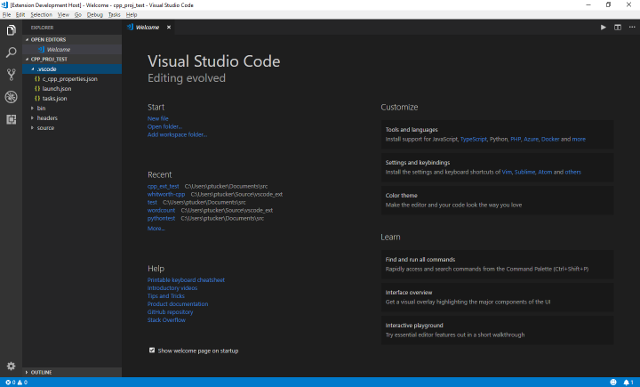 [Extension Development Host] - Welcome - cpp_proj_test - Visual Studio Code
File Edit Selection View Go Debug Tasks Help
EXPLORER
OPEN EDITORS
Welcome
CPP_PROJ_TEST
.vscode
c_cpp_properties.json
launch.json
tasks.json
bin
headers
source
OUTLINE
Welcome
Visual Studio Code
Editing evolved
Start
New file
Open folder...
Add workspace folder...
Recent
cpp_ext_test C:\Users\ptucker\Documents\src
whitworth-cpp C:\Users\ptucker\Source\vscode_ext
test C:\Users\ptucker\Documents\src
wordcount C:\Users\ptucker\Source\vscode_ext
pythontest C:\Users\ptucker\Documents\src
More...
Help
Printable keyboard cheatsheet
Introductory videos
Tips and Tricks
Product documentation
GitHub repository
Stack Overflow
Show welcome page on startup
Customize
Tools and languages
Install support for JavaScript, TypeScript, Python, PHP, Azure, Docker and more
Settings and keybindings
Install the settings and keyboard shortcuts of Vim, Sublime, Atom and others
Color theme
Make the editor and your code look the way you love
Learn
Find and run all commands
Rapidly access and search commands from the Command Palette (Ctrl+Shift+P)
Interface overview
Get a visual overlay highlighting the major components of the UI
Interactive playground
Try essential editor features out in a short walkthrough
0 0
1